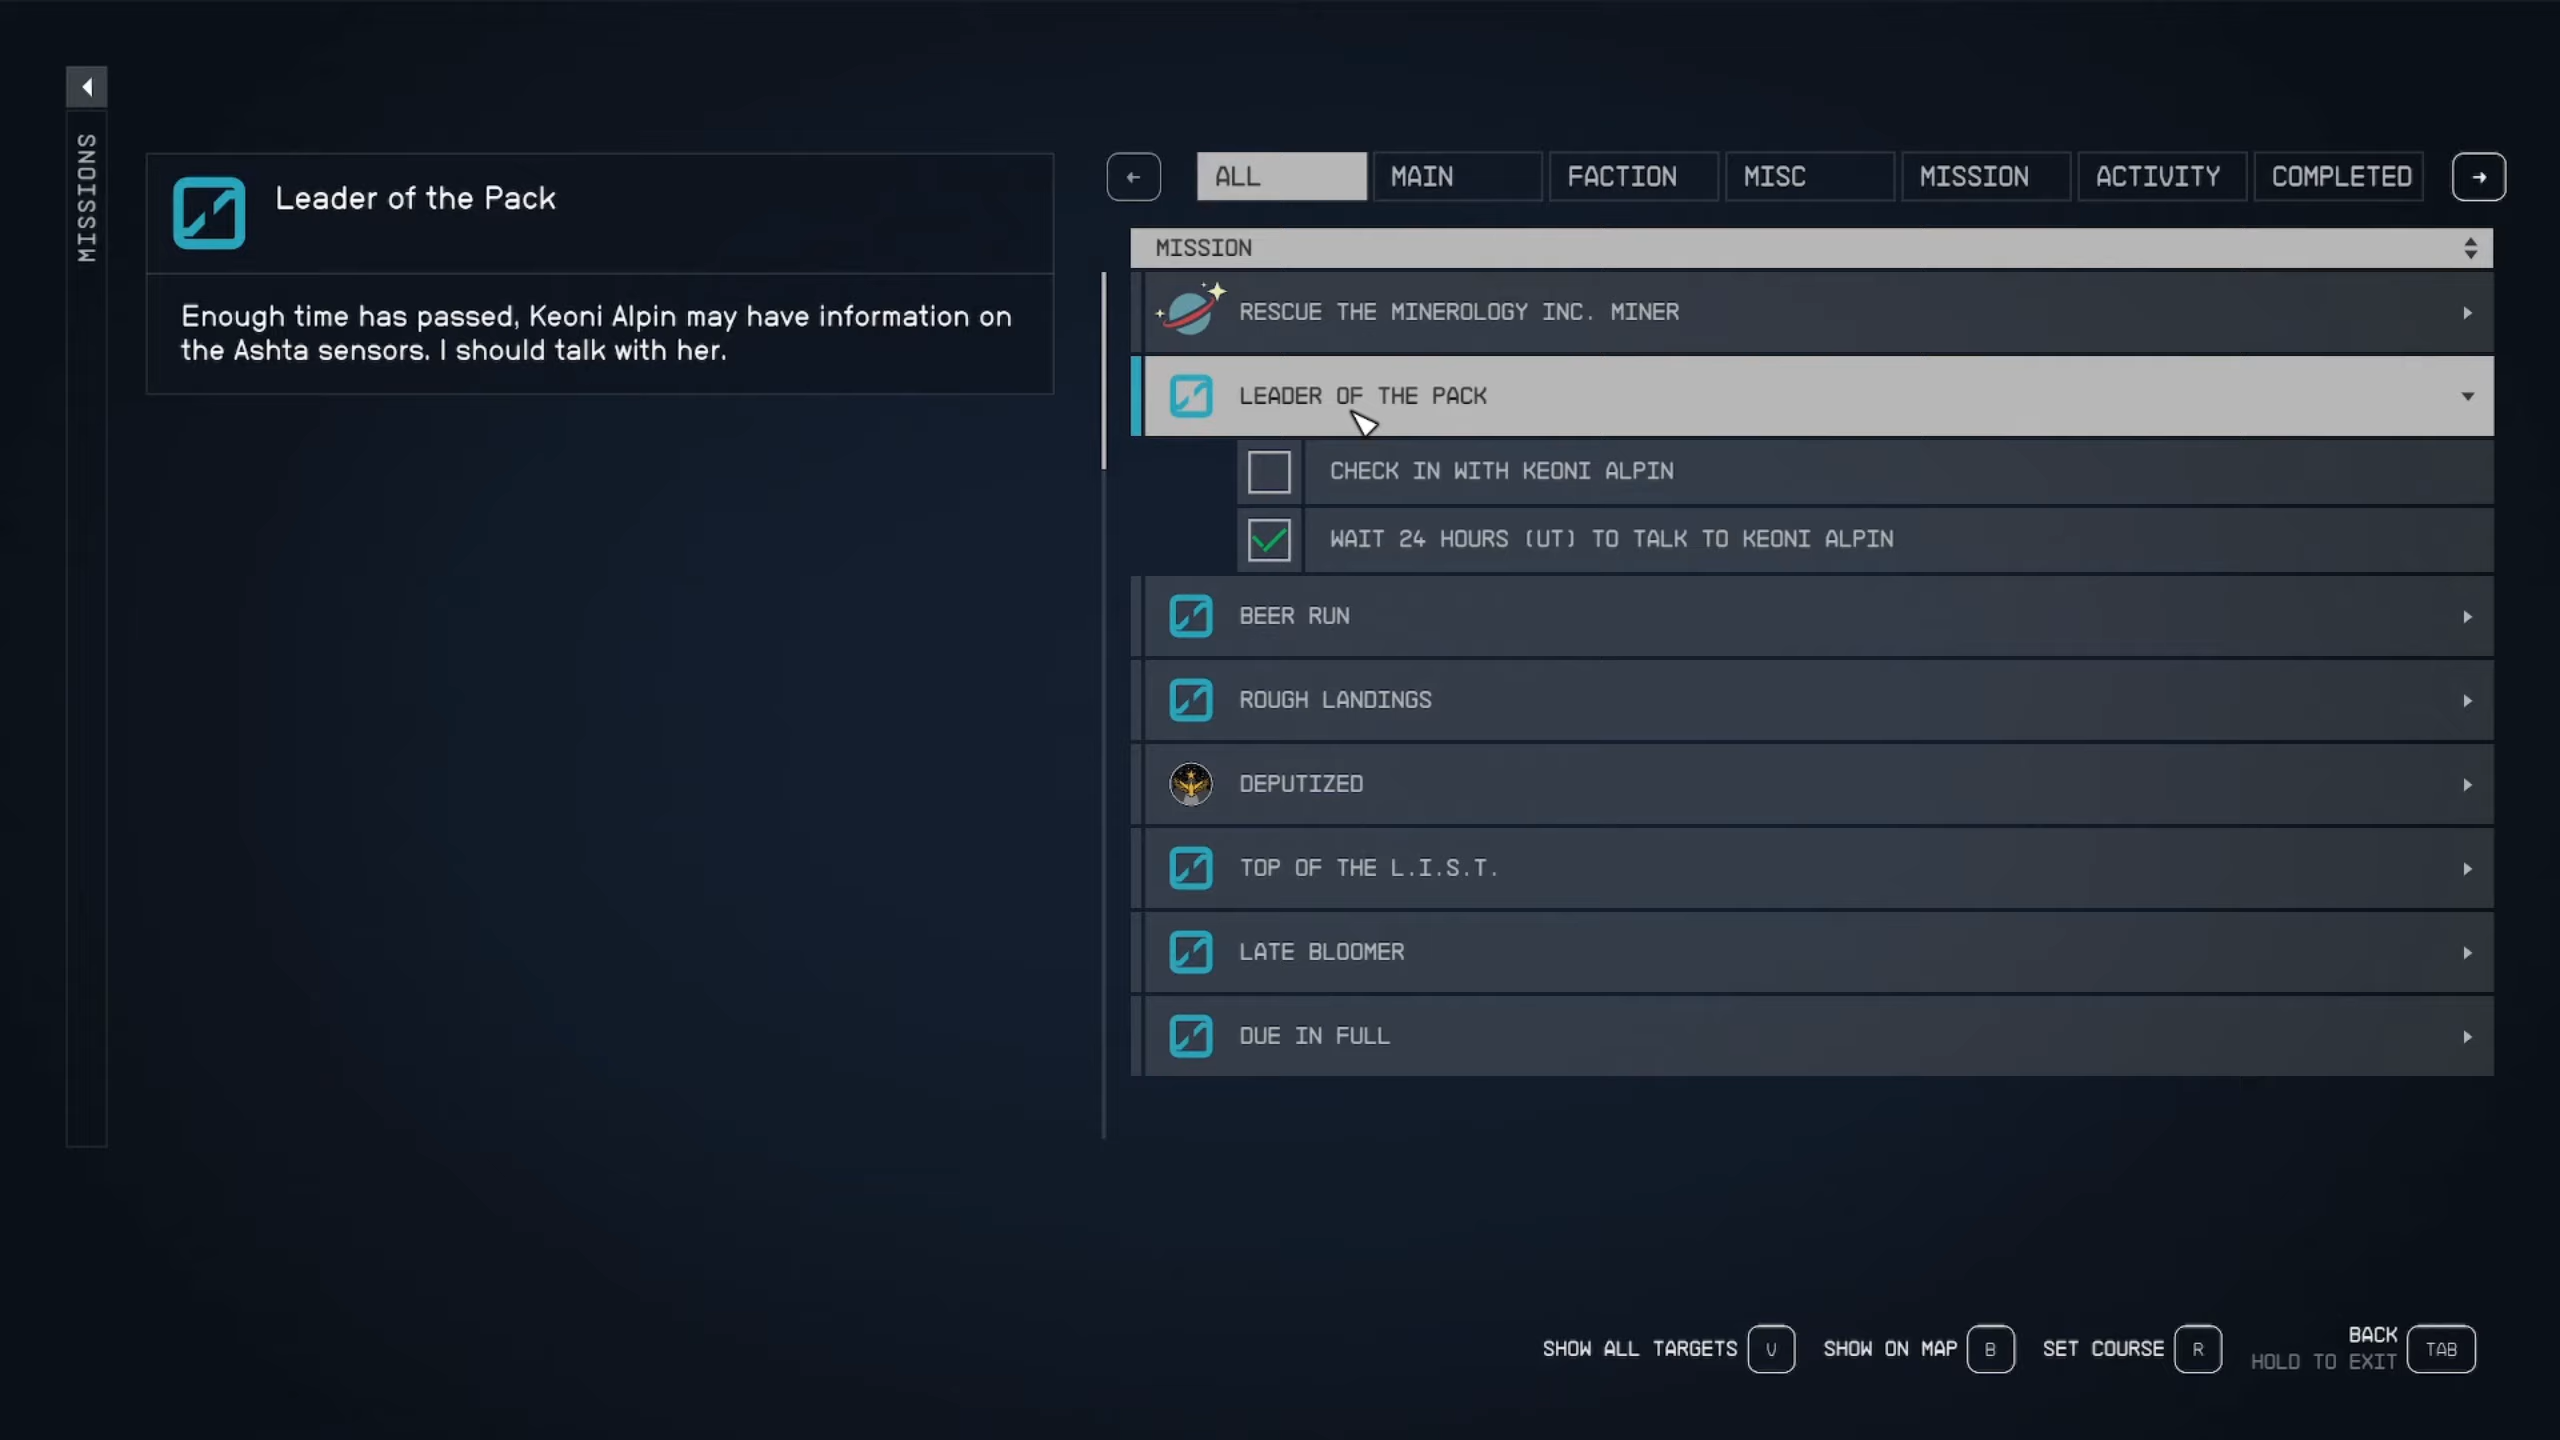 MISSIONS
Leader of the Pack
Enough time has passed, Keoni Alpin may have information on
the Ashta sensors. I should talk with her.
ALL
MAIN
FACTION
MISC
MISSION
ACTIVITY
COMPLETED
MISSION
RESCUE THE MINEROLOGY INC. MINER
LEADER OF THE PACK
CHECK IN WITH KEONI ALPIN
WAIT 24 HOURS (UT) TO TALK TO KEONI ALPIN
BEER RUN
ROUGH LANDINGS
DEPUTIZED
TOP OF THE L.I.S.T.
LATE BLOOMER
DUE IN FULL
SHOW ALL TARGETS V
SHOW ON MAP B
SET COURSE R
BACK
HOLD TO EXIT
TAB